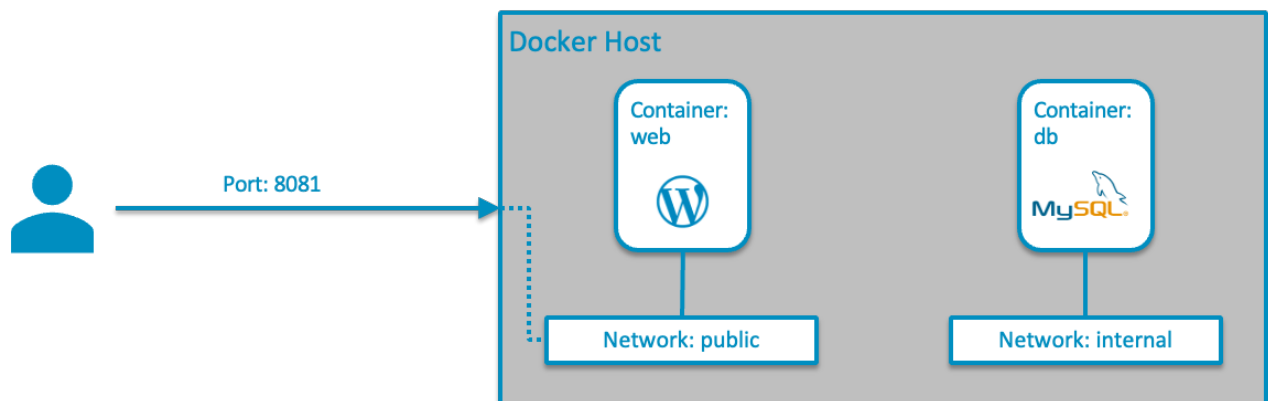 Docker Host
Container:
web
Container:
db
Port: 8081
W
MySQL®
Network: public
Network: internal